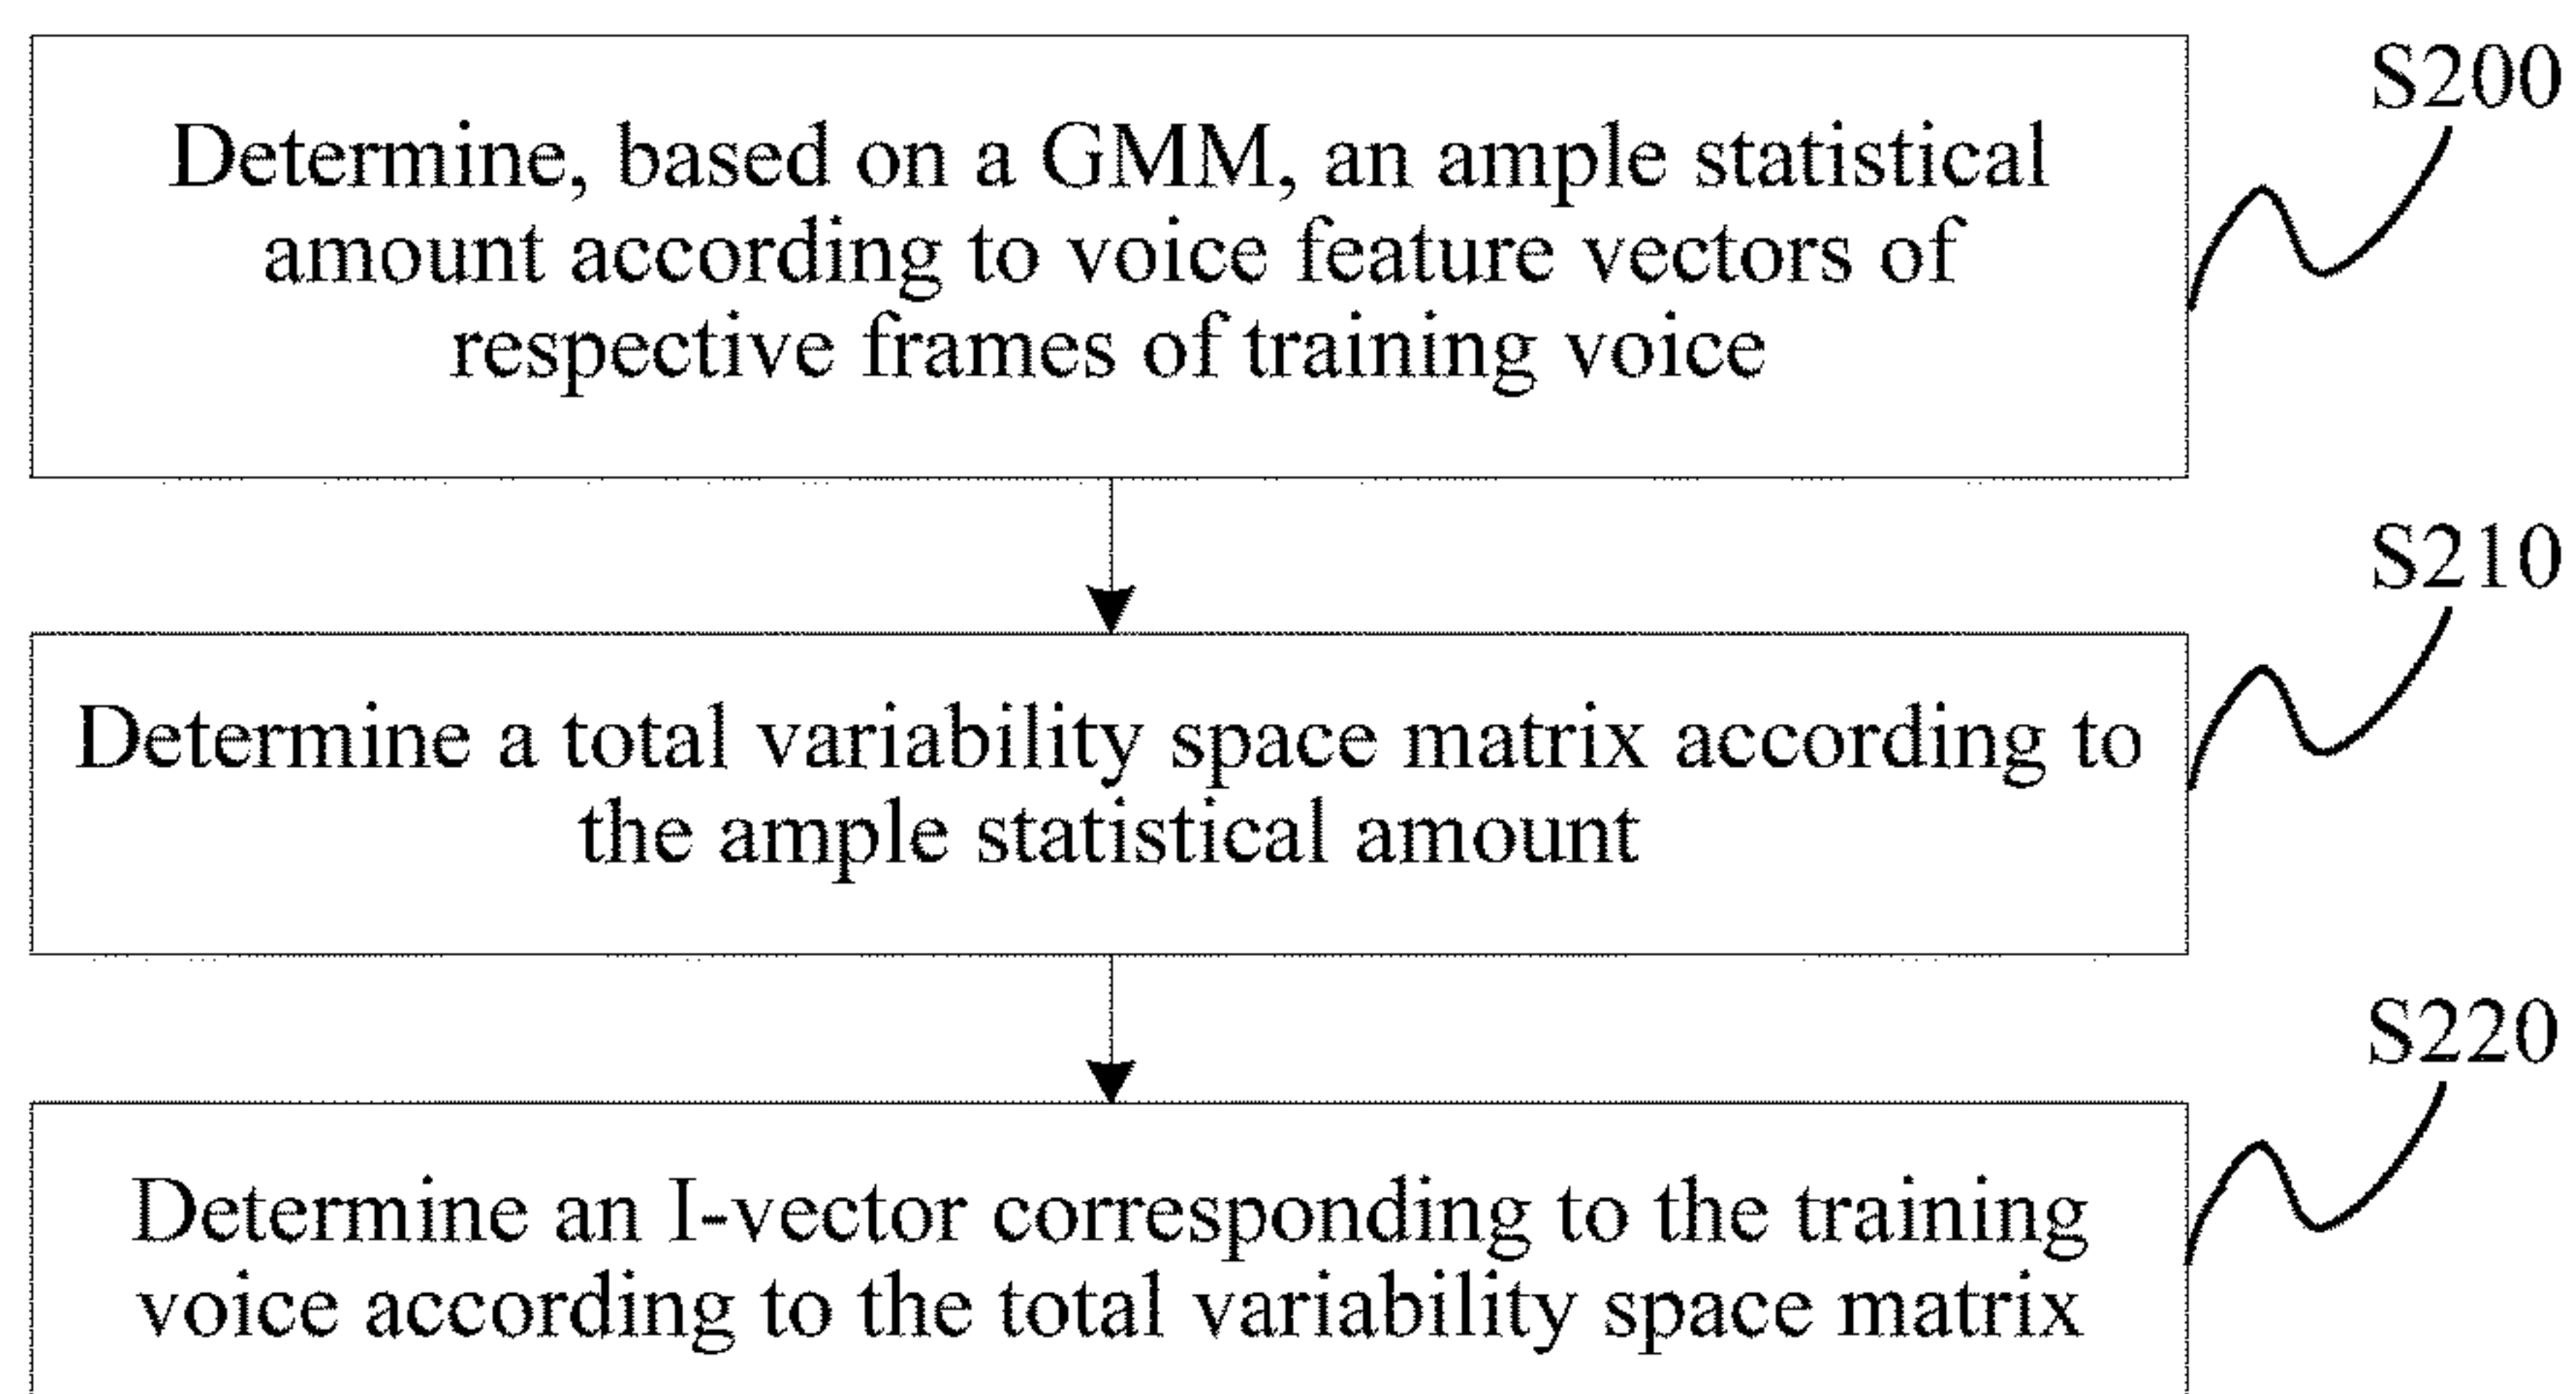 S200
Determine, based on a GMM, an ample statistical
amount according to voice feature vectors of
respective frames of training voice
S210
Determine a total variability space matrix according to
the ample statistical amount
S220
Determine an I-vector corresponding to the training
voice according to the total variability space matrix